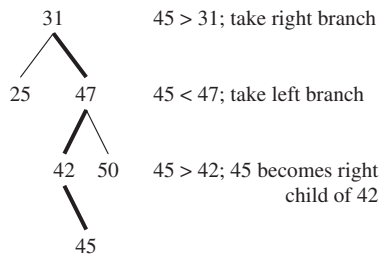 31 45 > 31; take right branch
25 47 45 < 47; take left branch
42 50 45 > 42; 45 becomes right
child of 42
45